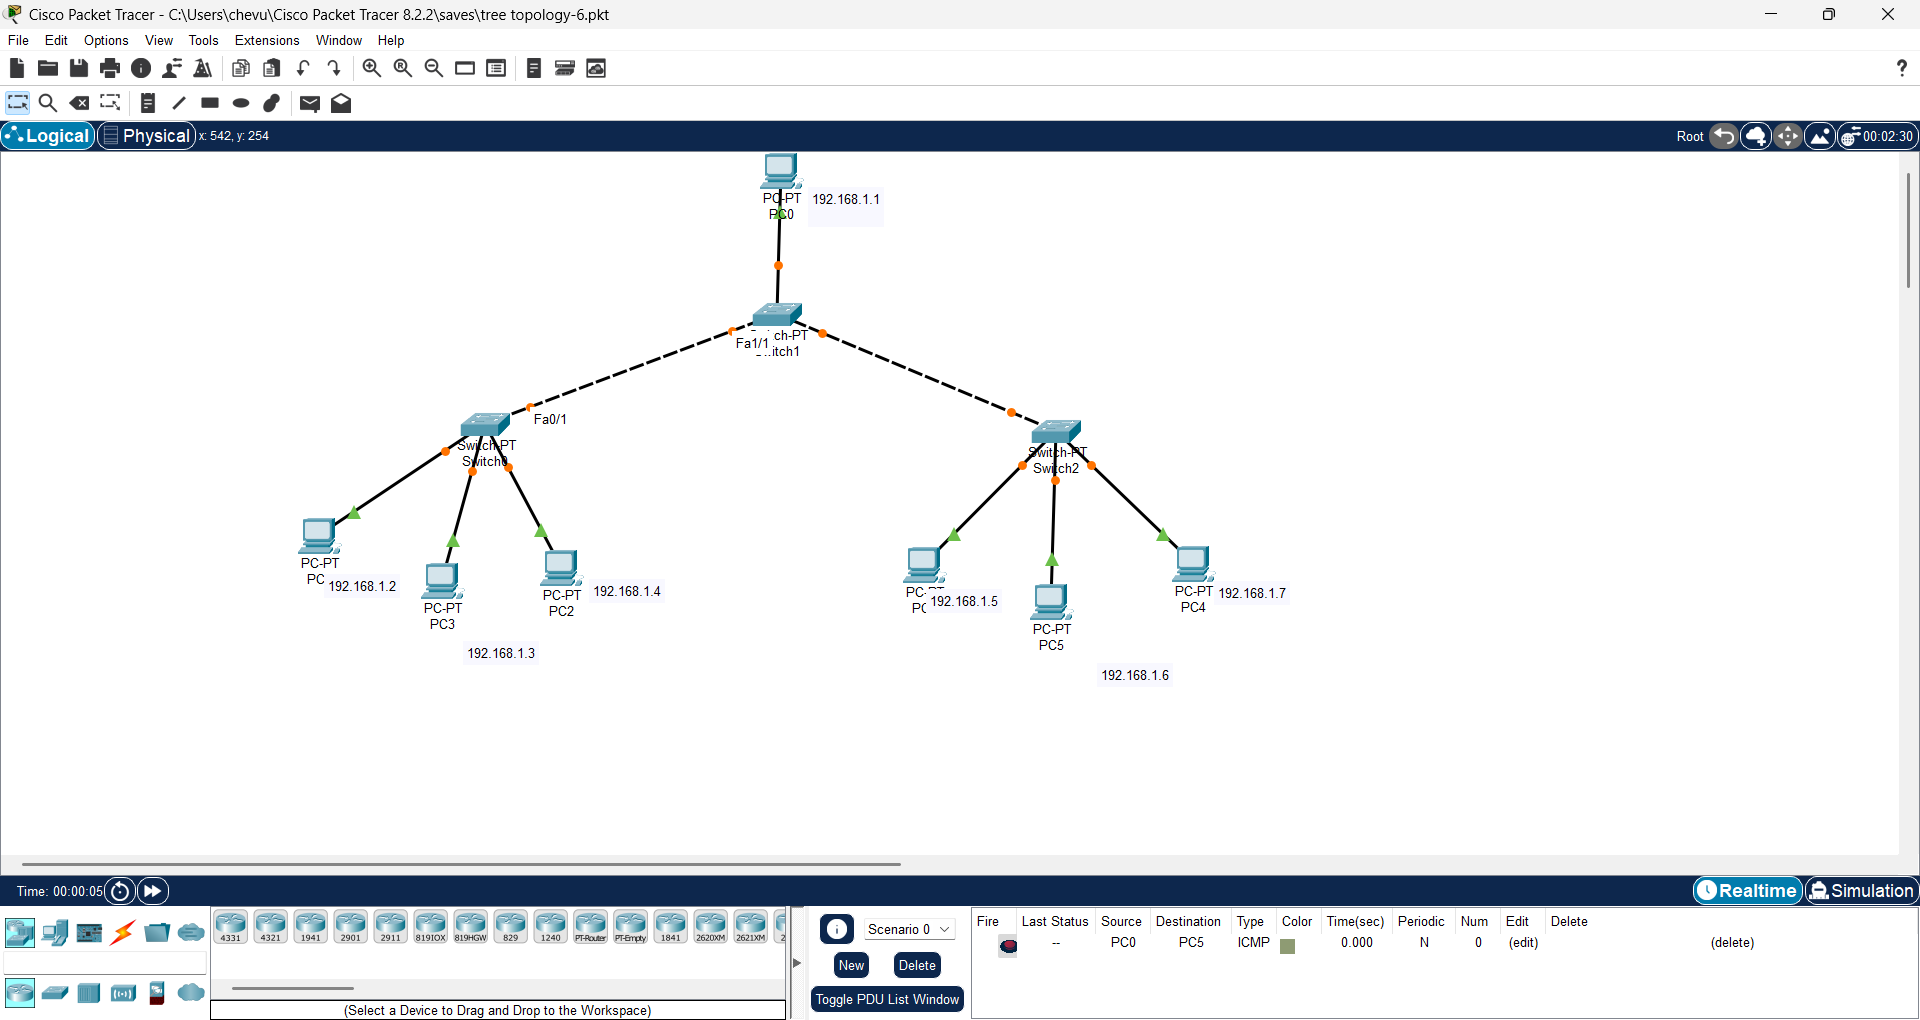 Cisco Packet Tracer - C:\Users\chevu\Cisco Packet Tracer 8.2.2\saves\tree topology-6.pkt
File Edit Options View Tools Extensions Window Help
Logical Physical x: 542, y: 254 Root 00:02:30
PC-PT
PC0
192.168.1.1
Fa1/1
Fa0/1
Switch-PT
Switch0
Switch-PT
Switch2
PC-PT
192.168.1.2
PC-PT
PC3
192.168.1.3
PC-PT
PC2
192.168.1.4
192.168.1.5
PC-PT
PC5
192.168.1.6
PC-PT
PC4
192.168.1.7
Time: 00:00:05 Realtime Simulation
4331 4321 1941 2901 2911 819IOX 819HGW 829 1240 PT-Router PT-Empty 1841 2620XM 2621XM
(Select a Device to Drag and Drop to the Workspace)
Scenario 0
New Delete
Toggle PDU List Window
Fire Last Status Source Destination Type Color Time(sec) Periodic Num Edit Delete
-- PC0 PC5 ICMP 0.000 N 0 (edit) (delete)